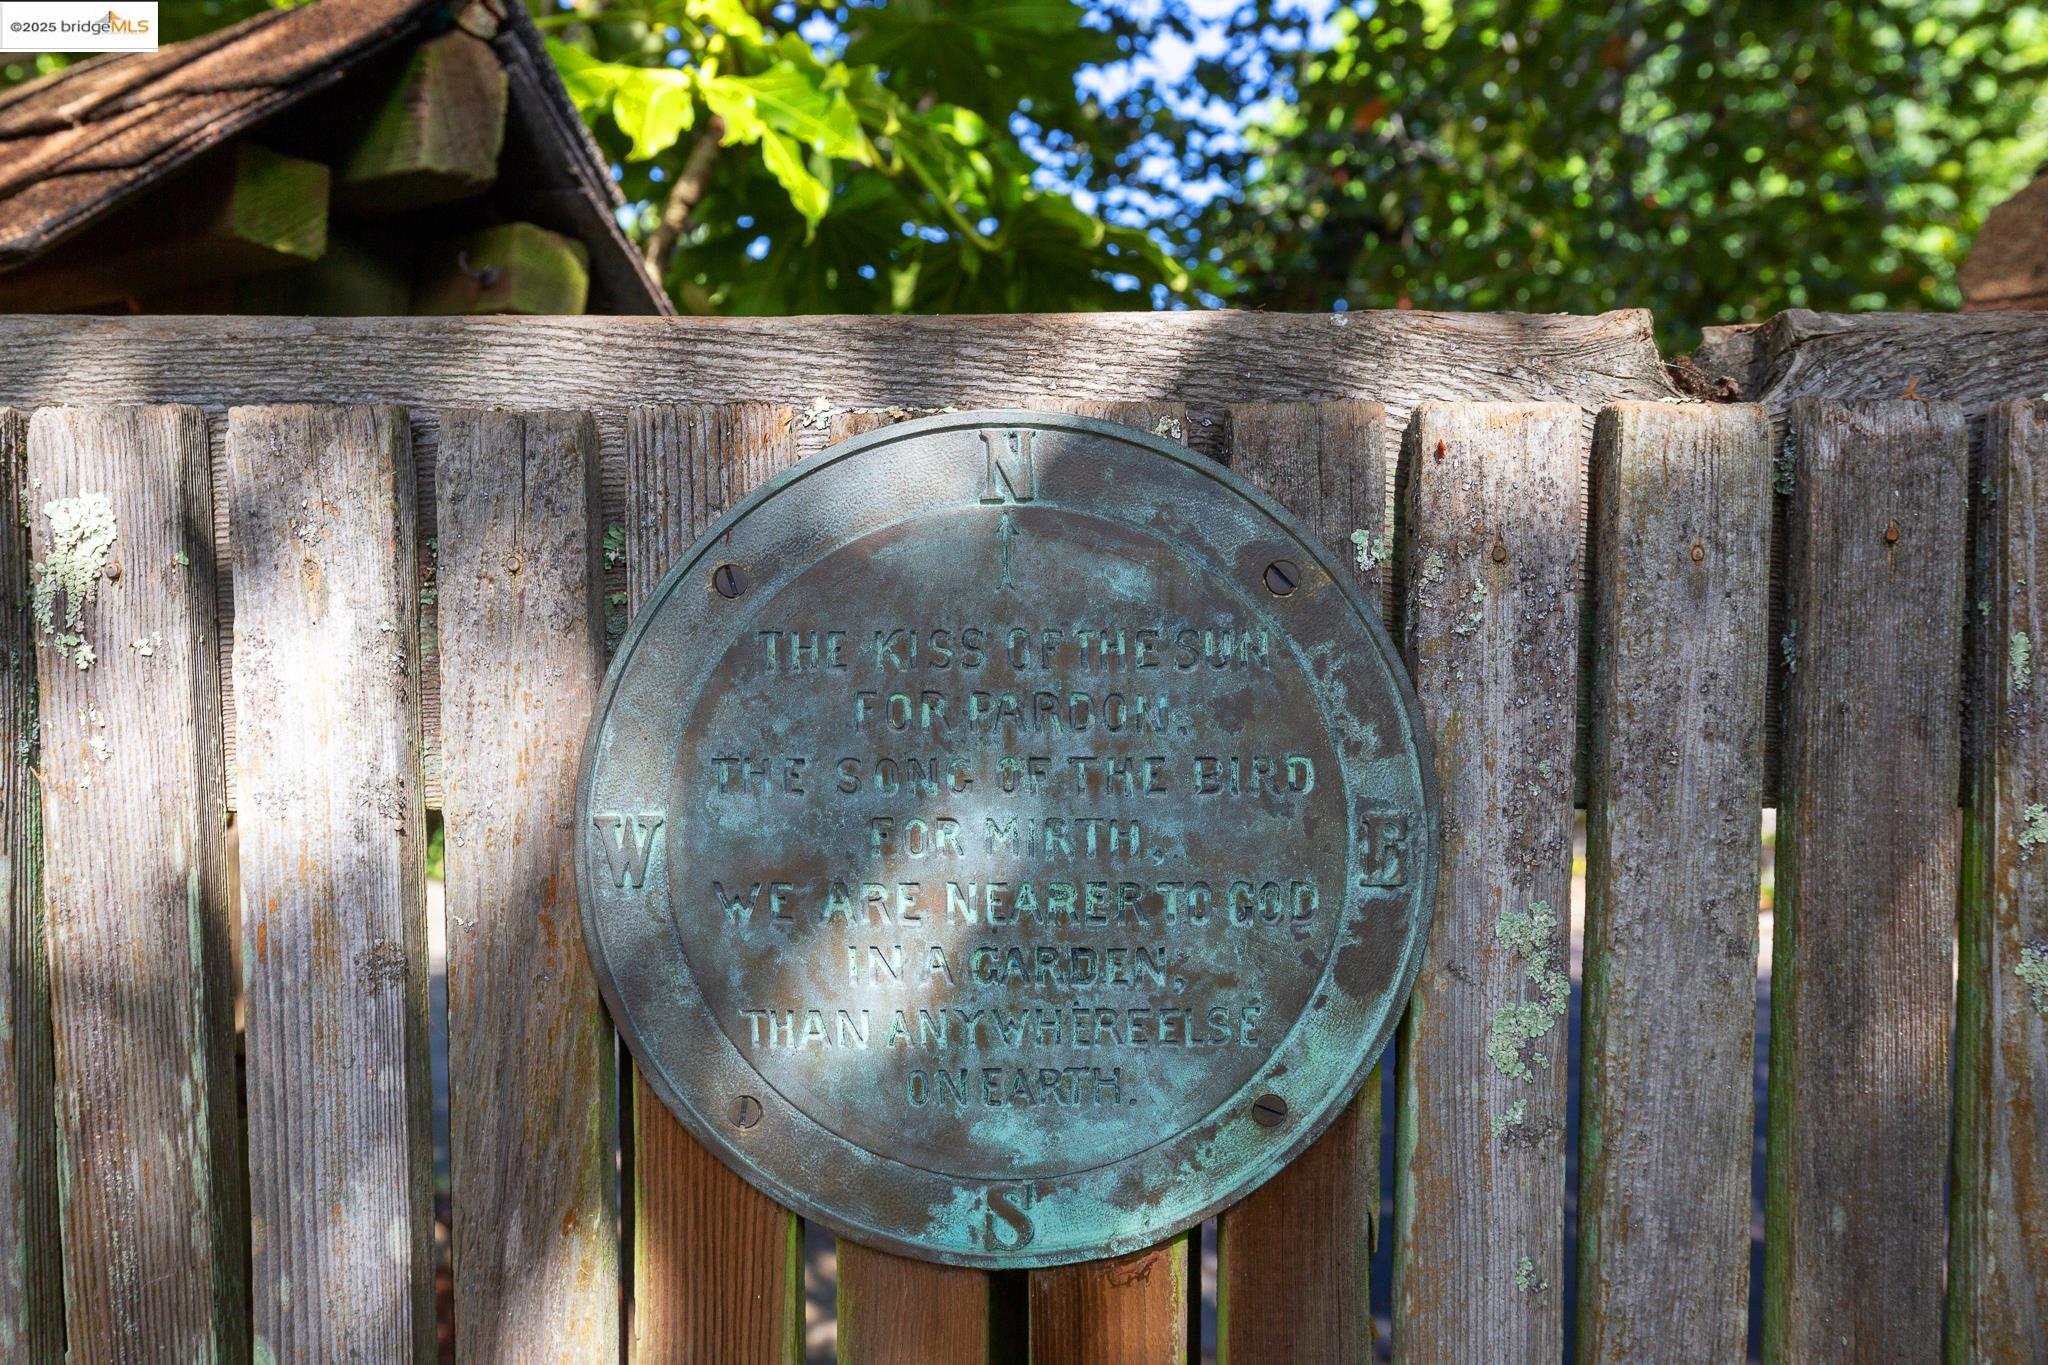 ©2025 bridgeMLS
N
THE KISS OF THE SUN
FOR PARDON.
THE SONG OF THE BIRD
FOR MIRTH,
W
E
WE ARE NEARER TO GOD
IN A GARDEN,
THAN ANYWHERE ELSE
ON EARTH.
S